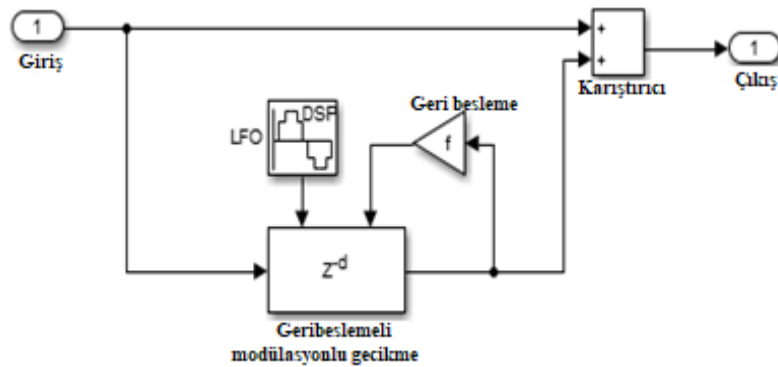 1
Giriş
+
+
Karıştırıcı
1
Çıkış
Geri besleme
DSP
LFO
f
z-d
Geribeslemeli
modülasyonlu gecikme